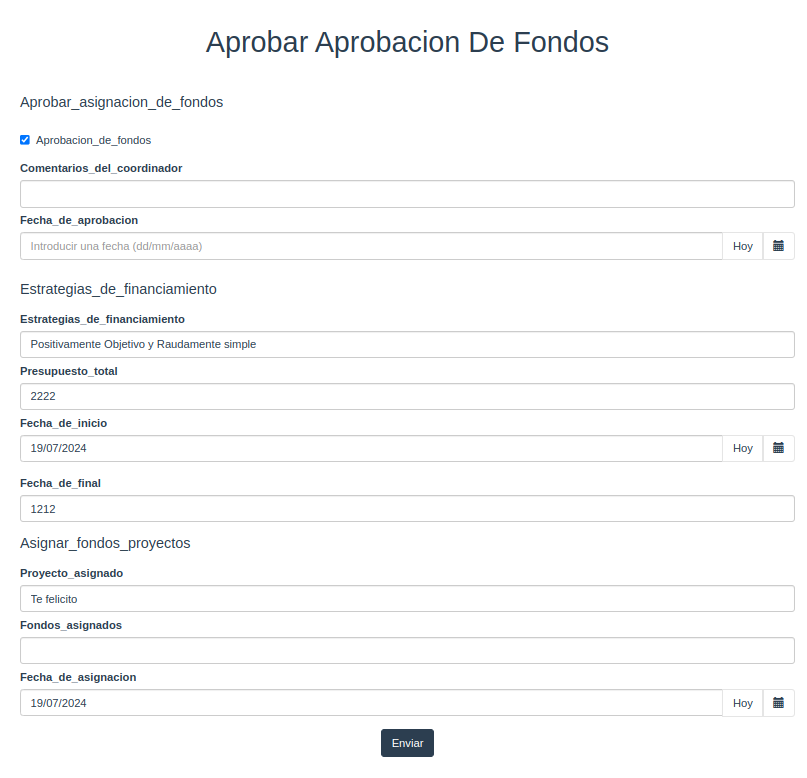 Aprobar Aprobacion De Fondos
Aprobar_asignacion_de_fondos
Aprobacion_de_fondos
Comentarios_del_coordinador
Fecha_de_aprobacion
Introducir una fecha (dd/mm/aaaa) Hoy
Estrategias_de_financiamiento
Estrategias_de_financiamiento
Positivamente Objetivo y Raudamente simple
Presupuesto_total
2222
Fecha_de_inicio
19/07/2024 Hoy
Fecha_de_final
1212
Asignar_fondos_proyectos
Proyecto_asignado
Te felicito
Fondos_asignados
Fecha_de_asignacion
19/07/2024 Hoy
Enviar